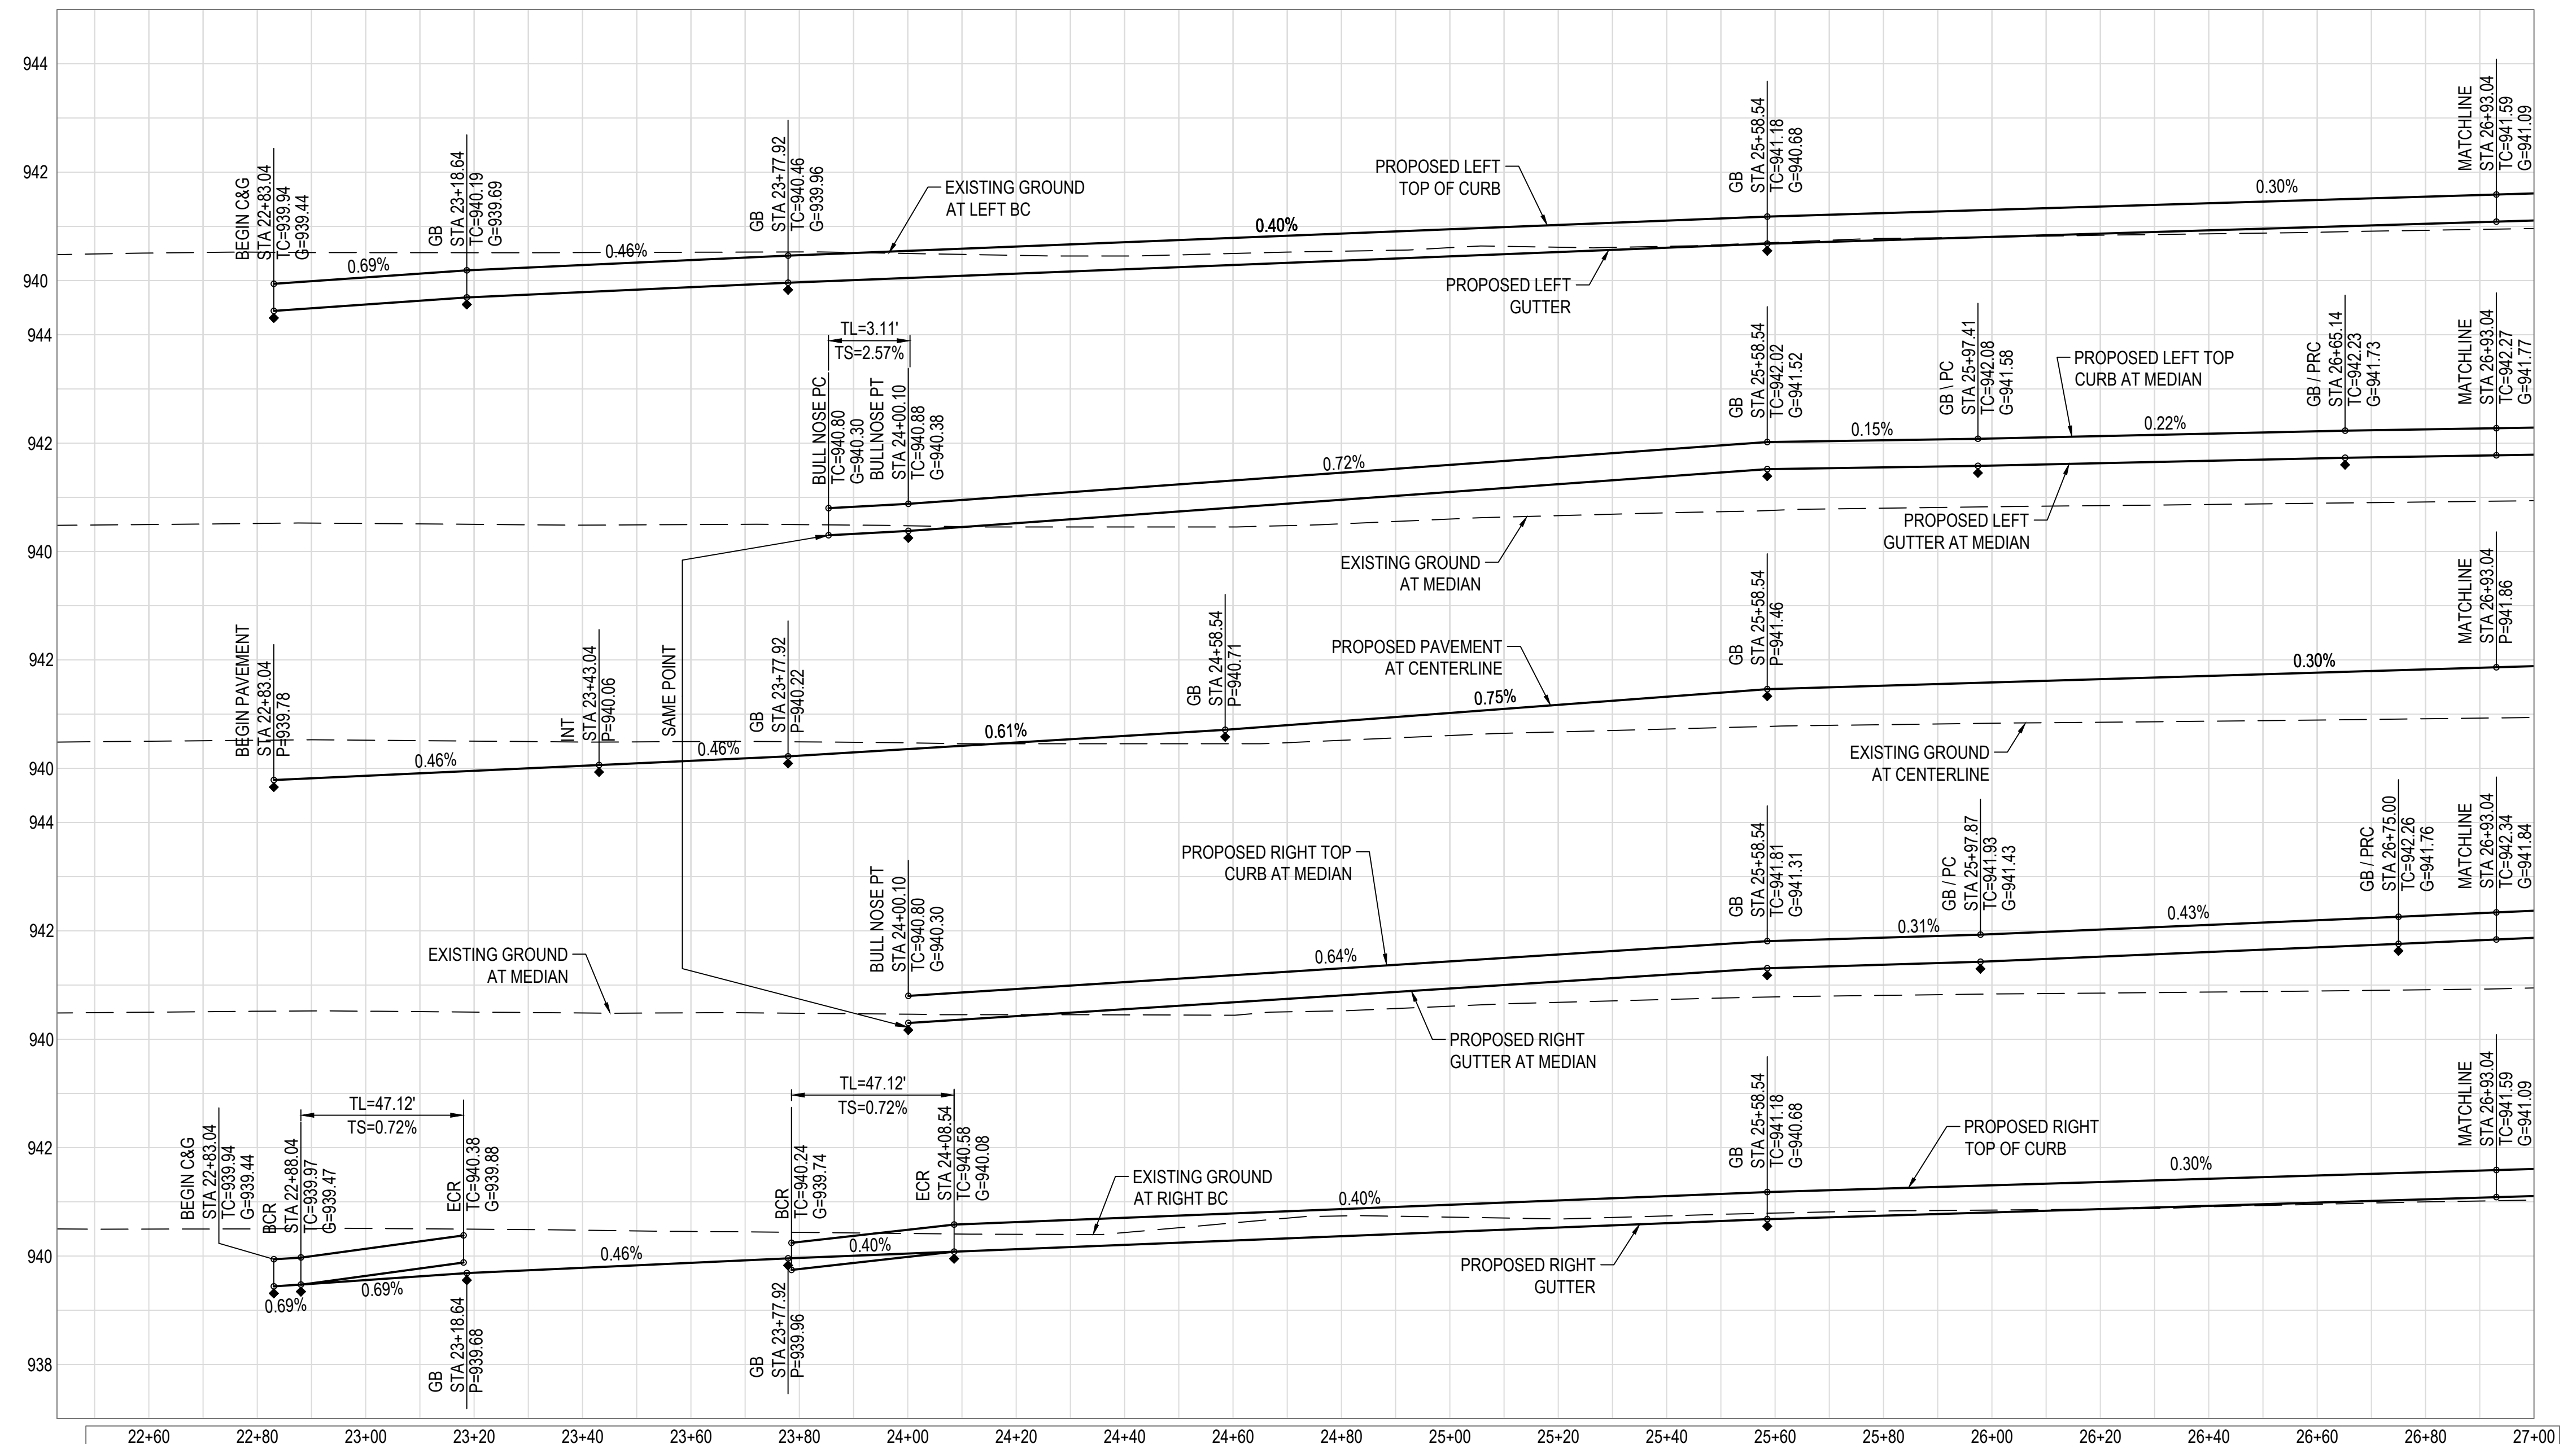 944
942
940
BEGIN C&G
STA 22+83.04
TC=939.94
G=939.44
GB
STA 23+18.64
TC=940.19
G=939.69
GB
STA 23+77.92
TC=940.46
G=939.96
EXISTING GROUND
AT LEFT BC
PROPOSED LEFT
TOP OF CURB
GB
STA 25+58.54
TC=941.18
G=940.68
MATCHLINE
STA 26+93.04
TC=941.59
G=941.09
0.69%
0.46%
0.40%
0.30%
PROPOSED LEFT
GUTTER
944
942
940
TL=3.11'
TS=2.57%
BULL NOSE PC
TC=940.80
G=940.30
BULLNOSE PT
STA 24+00.10
TC=940.88
G=940.38
GB
STA 25+58.54
TC=942.02
G=941.52
GB \ PC
STA 25+97.41
TC=942.08
G=941.58
PROPOSED LEFT TOP
CURB AT MEDIAN
GB / PRC
STA 26+65.14
TC=942.23
G=941.73
MATCHLINE
STA 26+93.04
TC=942.27
G=941.77
0.72%
0.15%
0.22%
EXISTING GROUND
AT MEDIAN
PROPOSED LEFT
GUTTER AT MEDIAN
942
940
BEGIN PAVEMENT
STA 22+83.04
P=939.78
INT
STA 23+43.04
P=940.06
SAME POINT
GB
STA 23+77.92
P=940.22
GB
STA 24+58.54
P=940.71
PROPOSED PAVEMENT
AT CENTERLINE
GB
STA 25+58.54
P=941.46
MATCHLINE
STA 26+93.04
P=941.86
0.46%
0.46%
0.61%
0.75%
0.30%
EXISTING GROUND
AT CENTERLINE
944
942
940
EXISTING GROUND
AT MEDIAN
BULL NOSE PT
STA 24+00.10
TC=940.80
G=940.30
PROPOSED RIGHT TOP
CURB AT MEDIAN
GB
STA 25+58.54
TC=941.81
G=941.31
GB / PC
STA 25+97.87
TC=941.93
G=941.43
GB / PRC
STA 26+75.00
TC=942.26
G=941.76
MATCHLINE
STA 26+93.04
TC=942.34
G=941.84
0.64%
0.31%
0.43%
PROPOSED RIGHT
GUTTER AT MEDIAN
942
940
938
BEGIN C&G
STA 22+83.04
TC=939.94
G=939.44
BCR
STA 22+88.04
TC=939.97
G=939.47
TL=47.12'
TS=0.72%
ECR
TC=940.38
G=939.88
TL=47.12'
TS=0.72%
BCR
TC=940.24
G=939.74
ECR
STA 24+08.54
TC=940.58
G=940.08
EXISTING GROUND
AT RIGHT BC
GB
STA 25+58.54
TC=941.18
G=940.68
PROPOSED RIGHT
TOP OF CURB
MATCHLINE
STA 26+93.04
TC=941.59
G=941.09
0.69%
0.69%
0.46%
0.40%
0.40%
0.30%
PROPOSED RIGHT
GUTTER
GB
STA 23+18.64
P=939.68
GB
STA 23+77.92
P=939.96
22+60 22+80 23+00 23+20 23+40 23+60 23+80 24+00 24+20 24+40 24+60 24+80 25+00 25+20 25+40 25+60 25+80 26+00 26+20 26+40 26+60 26+80 27+00